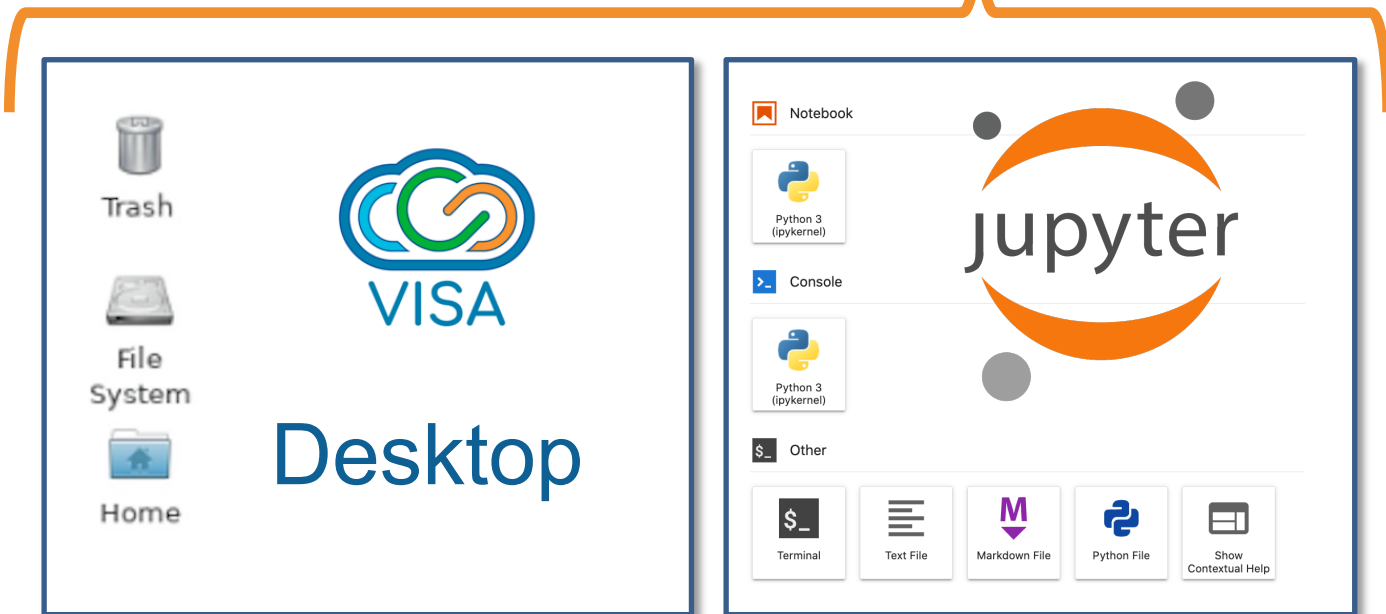 Trash
File
System
Home
VISA
Desktop
Notebook
Python 3
(ipykernel)
Console
>_
Python 3
(ipykernel)
$_ Other
$_
Terminal
Text File
M
Markdown File
Python File
Show
Contextual Help
jupyter